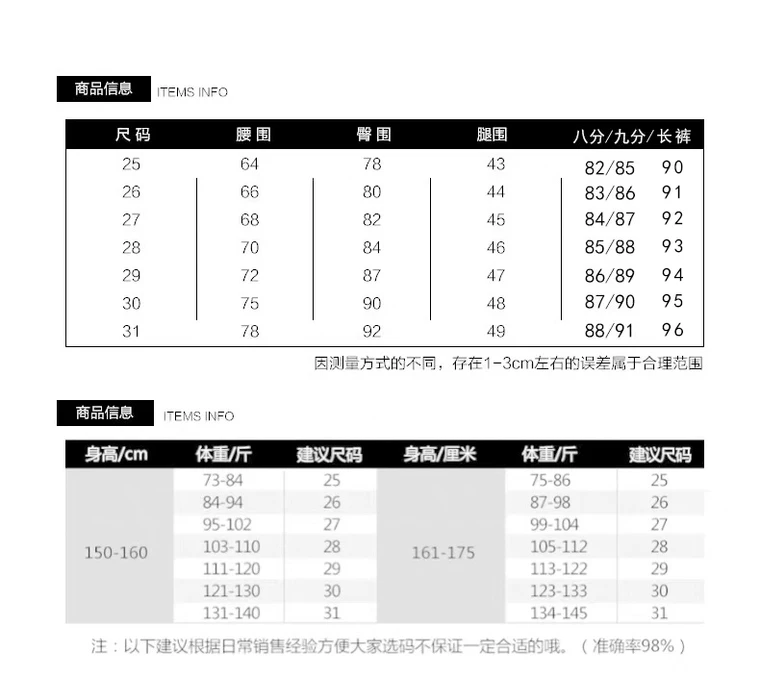 商品信息 ITEMS INFO
尺码 腰围 臀围 腿围 八分/九分/长裤
25 64 78 43 82/85 90
26 66 80 44 83/86 91
27 68 82 45 84/87 92
28 70 84 46 85/88 93
29 72 87 47 86/89 94
30 75 90 48 87/90 95
31 78 92 49 88/91 96
因测量方式的不同，存在1-3cm左右的误差属于合理范围
商品信息 ITEMS INFO
身高/cm 体重/斤 建议尺码 身高/厘米 体重/斤 建议尺码
73-84 25 75-86 25
84-94 26 87-98 26
95-102 27 99-104 27
150-160 103-110 28 161-175 105-112 28
111-120 29 113-122 29
121-130 30 123-133 30
131-140 31 134-145 31
注：以下建议根据日常销售经验方便大家选码不保证一定合适的哦。（准确率98%）